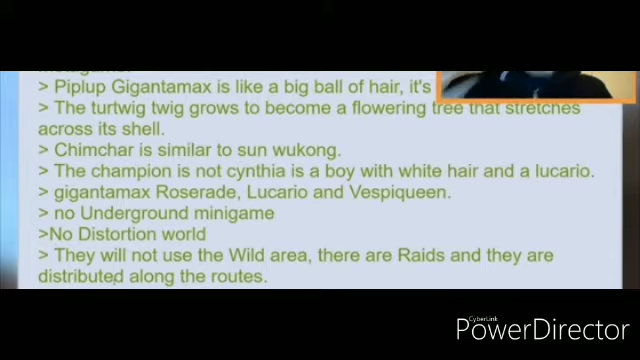 > Piplup Gigantamax is like a big ball of hair, it's
> The turtwig twig grows to become a flowering tree that stretches
across its shell.
> Chimchar is similar to sun wukong.
> The champion is not cynthia is a boy with white hair and a lucario.
> gigantamax Roserade, Lucario and Vespiqueen.
> no Underground minigame
>No Distortion world
> They will not use the Wild area, there are Raids and they are
distributed along the routes.
CyberLink
PowerDirector